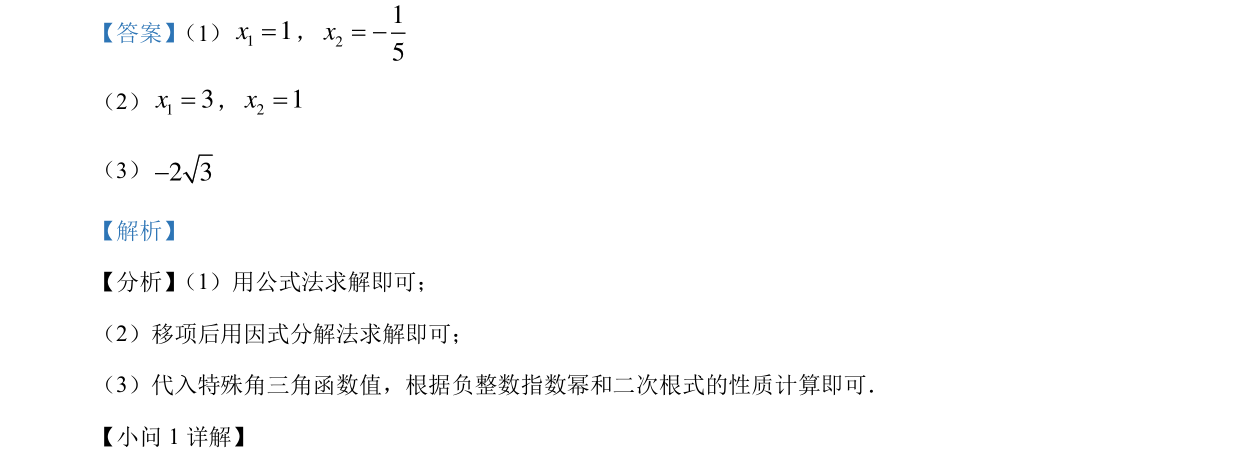 【答案】（1）x₁ = 1，x₂ = −1/5
（2）x₁ = 3，x₂ = 1
（3）−2√3
【解析】
【分析】（1）用公式法求解即可；
（2）移项后用因式分解法求解即可；
（3）代入特殊角三角函数值，根据负整数指数幂和二次根式的性质计算即可．
【小问 1 详解】